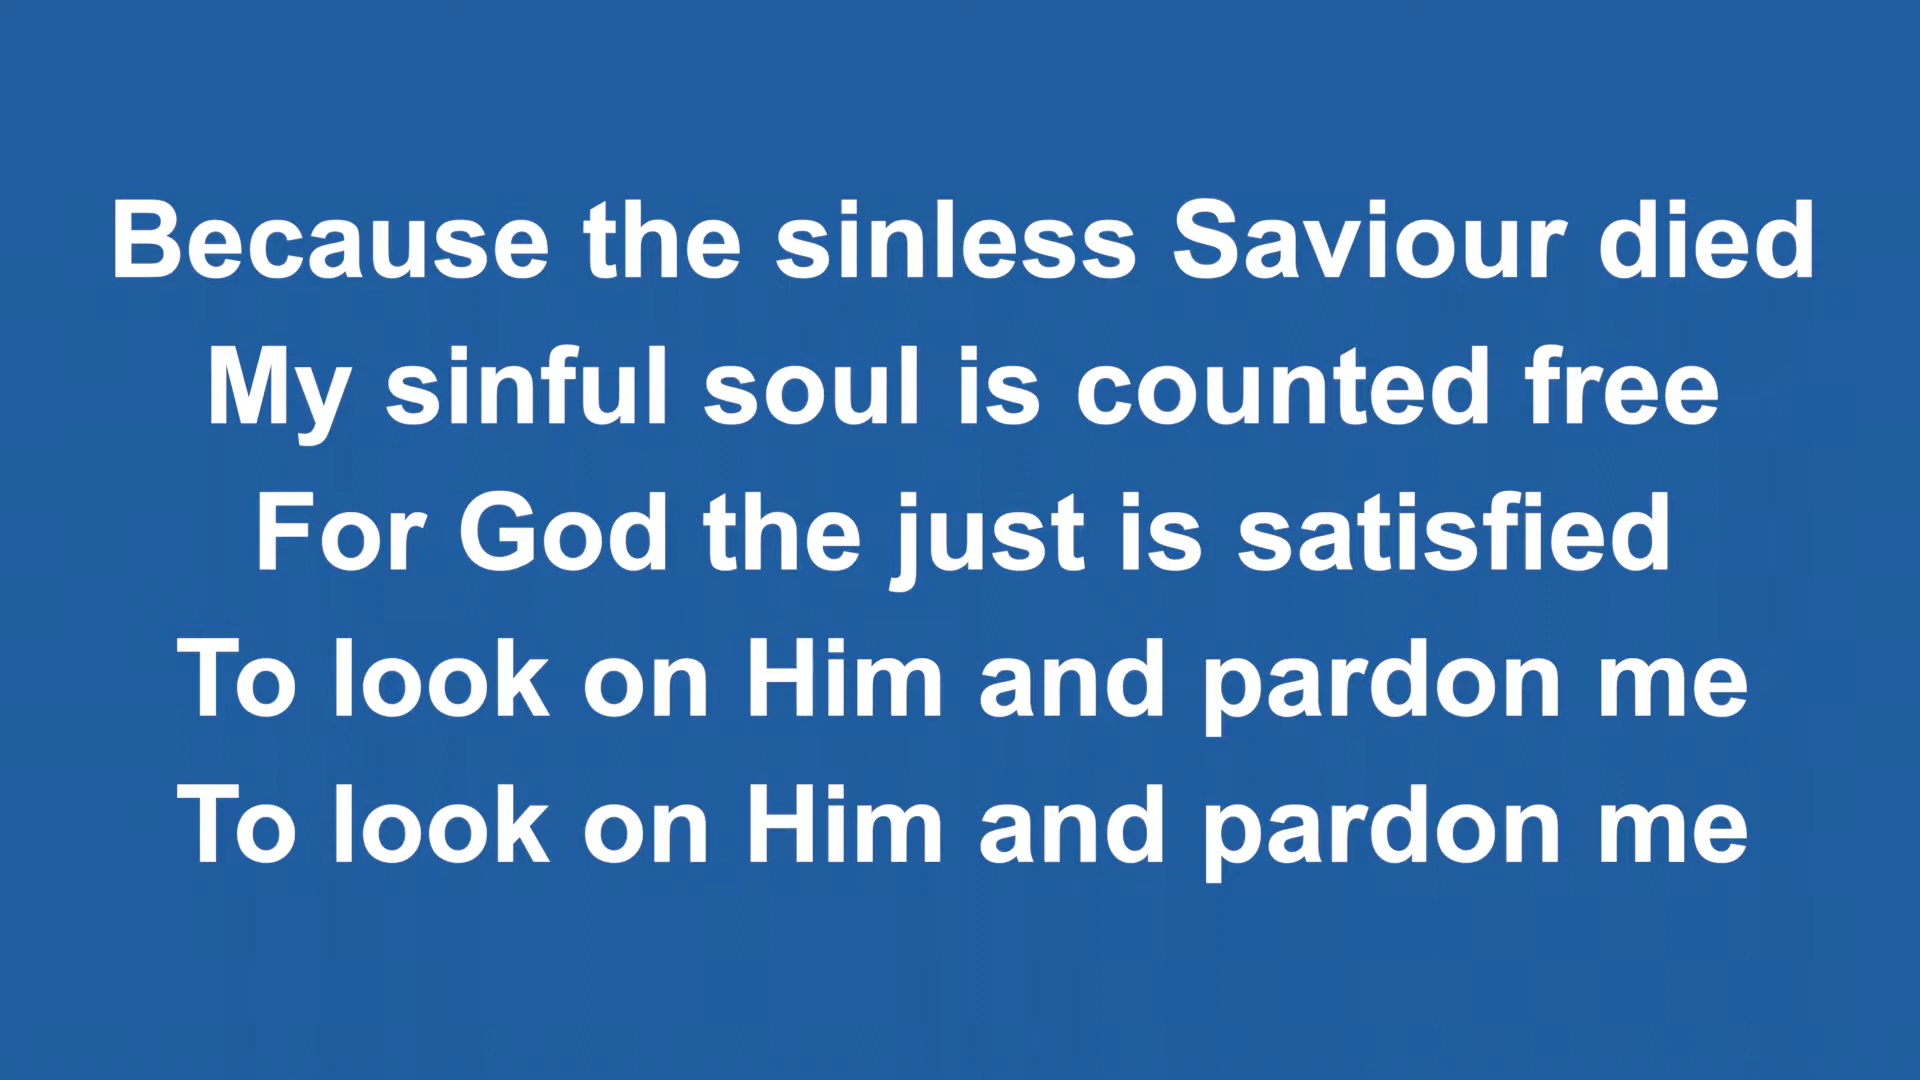 Because the sinless Saviour died
My sinful soul is counted free
For God the just is satisfied
To look on Him and pardon me
To look on Him and pardon me